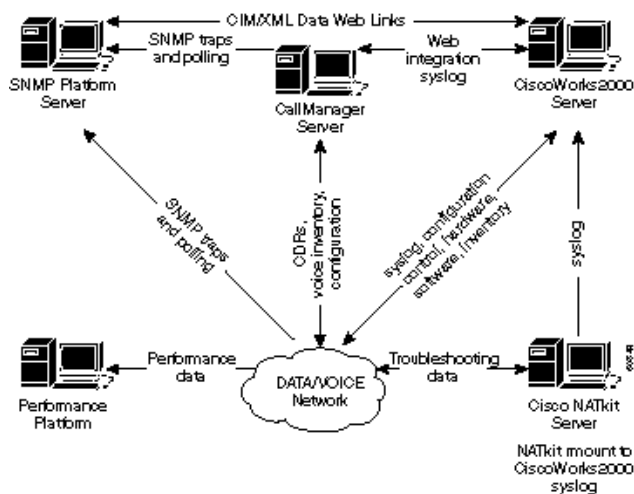 CIM/XML Data Web Links
SNMP traps
and polling
Web
integration
syslog
SNMP Platform
Server
CallManager
Server
CiscoWorks2000
Server
SNMP traps
and polling
CDRs,
voice inventory,
configuration
syslog, configuration
control, hardware,
software, inventory
syslog
Performance
data
DATA/VOICE
Network
Troubleshooting
data
Performance
Platform
Cisco NATkit
Server
NATkit mount to
CiscoWorks2000
syslog